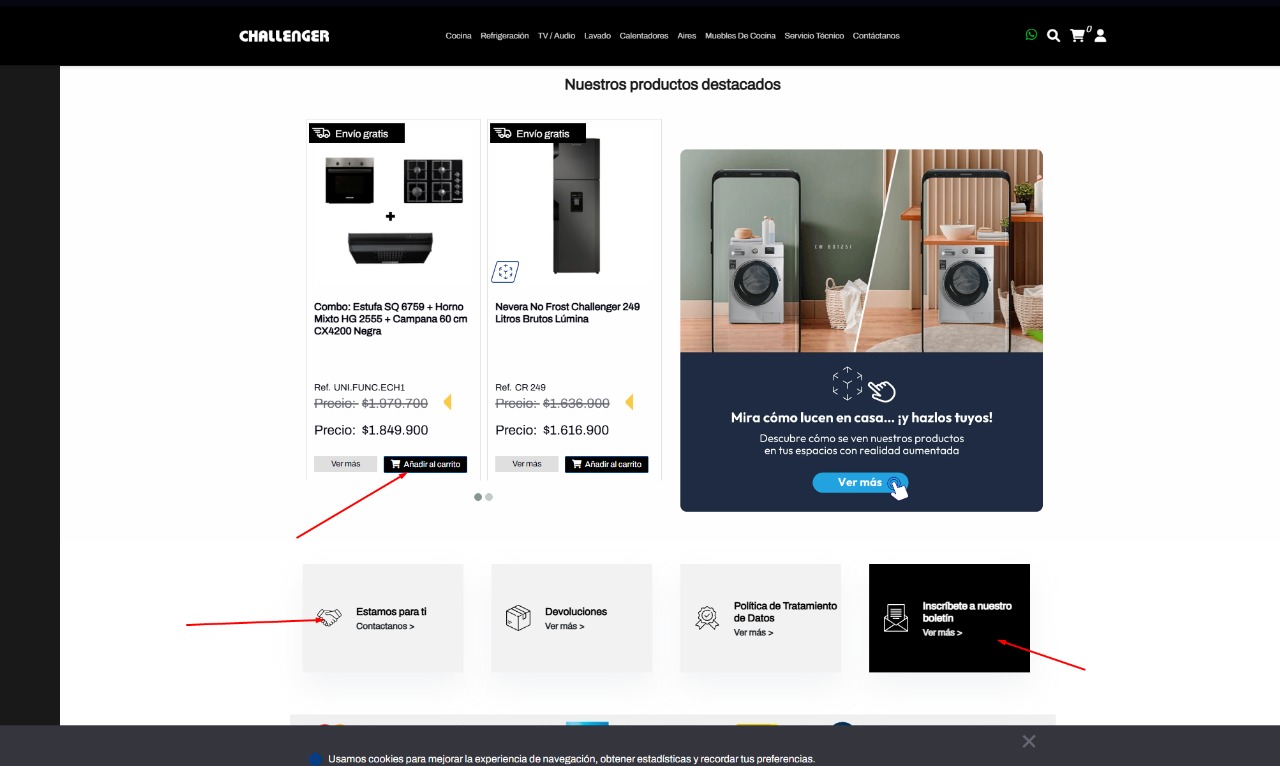 CHALLENGER
Cocina Refrigeración TV / Audio Lavado Calentadores Aires Muebles De Cocina Servicio Técnico Contáctanos
0
Nuestros productos destacados
Envío gratis
Combo: Estufa SQ 6759 + Horno
Mixto HG 2555 + Campana 60 cm
CX4200 Negra
Ref. UNI.FUNC.ECH1
Precio: $1.979.700
Precio: $1.849.900
Ver más
Añadir al carrito
Envío gratis
Nevera No Frost Challenger 249
Litros Brutos Lúmina
Ref. CR 249
Precio: $1.636.900
Precio: $1.616.900
Ver más
Añadir al carrito
Mira cómo lucen en casa... ¡y hazlos tuyos!
Descubre cómo se ven nuestros productos
en tus espacios con realidad aumentada
Ver más
Estamos para ti
Contactanos >
Devoluciones
Ver más >
Política de Tratamiento
de Datos
Ver más >
Inscríbete a nuestro
boletín
Ver más >
Usamos cookies para mejorar la experiencia de navegación, obtener estadísticas y recordar tus preferencias.